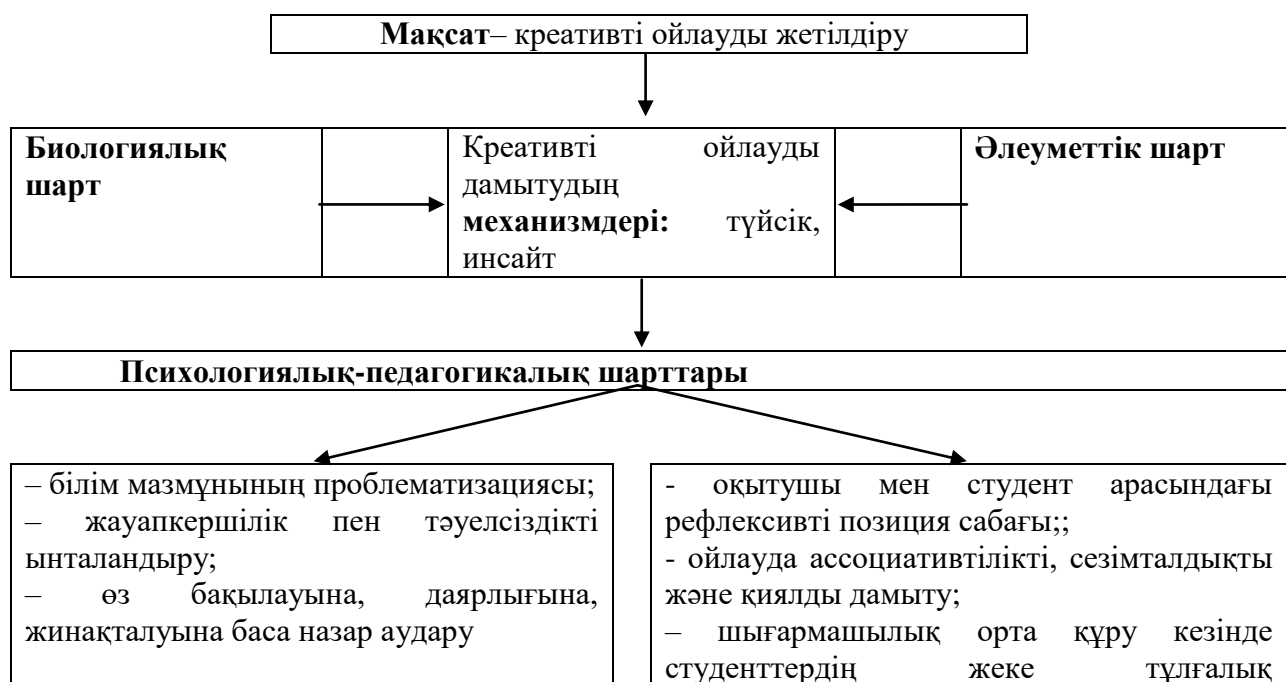 Мақсат– креативті ойлауды жетілдіру
Биологиялық
шарт
Креативті ойлауды
дамытудың
механизмдері: түйсік,
инсайт
Әлеуметтік шарт
Психологиялық-педагогикалық шарттары
– білім мазмұнының проблематизациясы;
– жауапкершілік пен тәуелсіздікті
ынталандыру;
– өз бақылауына, даярлығына,
жинақталуына баса назар аудару
- оқытушы мен студент арасындағы
рефлексивті позиция сабағы;;
- ойлауда ассоциативтілікті, сезімталдықты
және қиялды дамыту;
– шығармашылық орта құру кезінде
студенттердің жеке тұлғалық